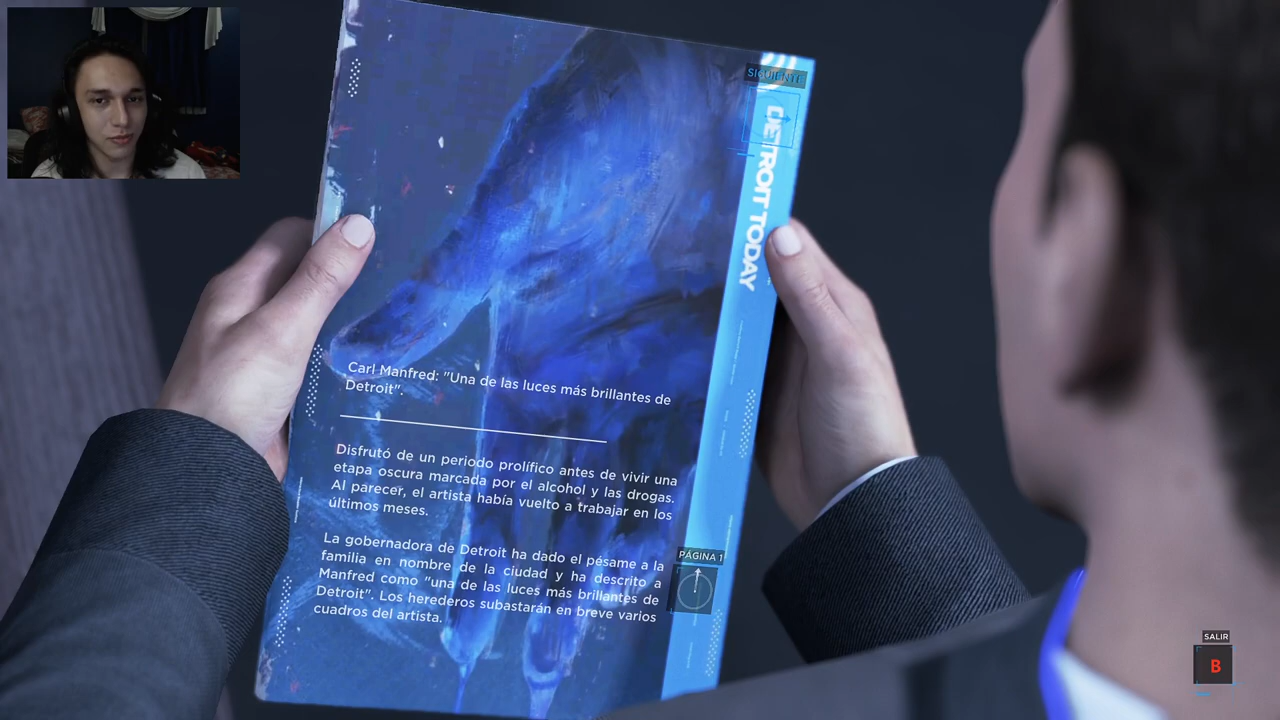 SIGUIENTE
DETROIT TODAY
Carl Manfred: "Una de las luces más brillantes de
Detroit".
Disfrutó de un periodo prolífico antes de vivir una
etapa oscura marcada por el alcohol y las drogas.
Al parecer, el artista había vuelto a trabajar en los
últimos meses.
La gobernadora de Detroit ha dado el pésame a la
familia en nombre de la ciudad y ha descrito a
Manfred como "una de las luces más brillantes de
Detroit". Los herederos subastarán en breve varios
cuadros del artista.
PÁGINA 1
SALIR
B